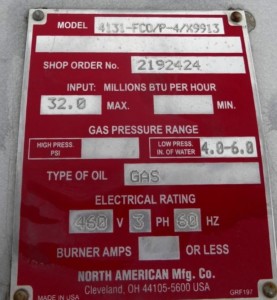 MODEL 4131-FCO/P-4/X9913
SHOP ORDER No. 2192424
INPUT: MILLIONS BTU PER HOUR
32.0 MAX. MIN.
GAS PRESSURE RANGE
HIGH PRESS. PSI LOW PRESS. IN. OF WATER 4.0-6.0
TYPE OF OIL GAS
ELECTRICAL RATING
460 V 3 PH 60 HZ
BURNER AMPS OR LESS
NORTH AMERICAN Mfg. Co.
Cleveland, OH 44105-5600 USA
MADE IN USA GRF197